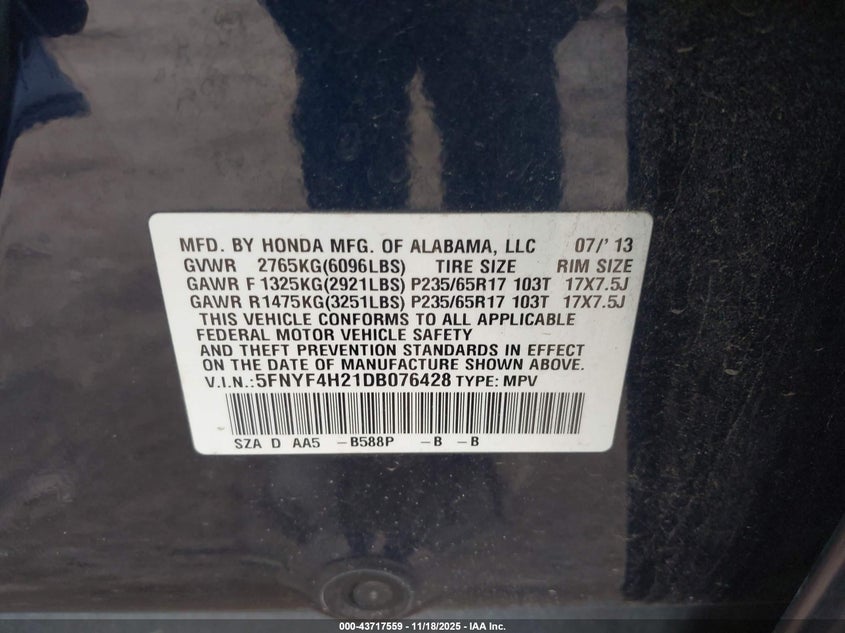 MFD. BY HONDA MFG. OF ALABAMA, LLC 07/' 13
GVWR 2765KG(6096LBS) TIRE SIZE RIM SIZE
GAWR F 1325KG(2921LBS) P235/65R17 103T 17X7.5J
GAWR R1475KG(3251LBS) P235/65R17 103T 17X7.5J
THIS VEHICLE CONFORMS TO ALL APPLICABLE
FEDERAL MOTOR VEHICLE SAFETY
AND THEFT PREVENTION STANDARDS IN EFFECT
ON THE DATE OF MANUFACTURE SHOWN ABOVE.
V.I.N.:5FNYF4H21DB076428 TYPE: MPV
SZA D AA5 -B588P -B -B
000-43717559 - 11/18/2025 - IAA Inc.